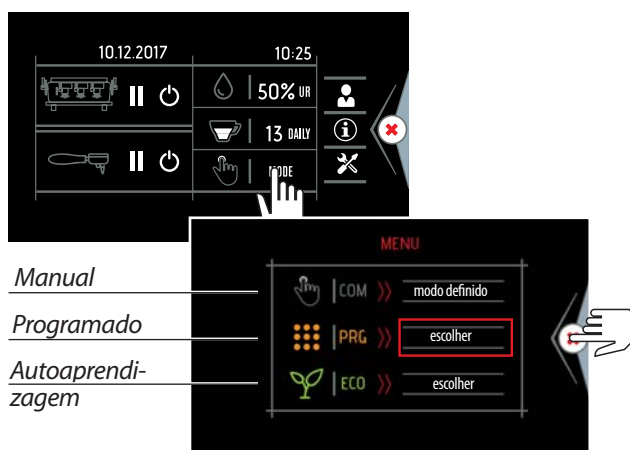 10.12.2017
10:25
50% UR
13 DAILY
MODE
MENU
Manual
COM
modo definido
Programado
PRG
escolher
Autoaprendi-
zagem
ECO
escolher